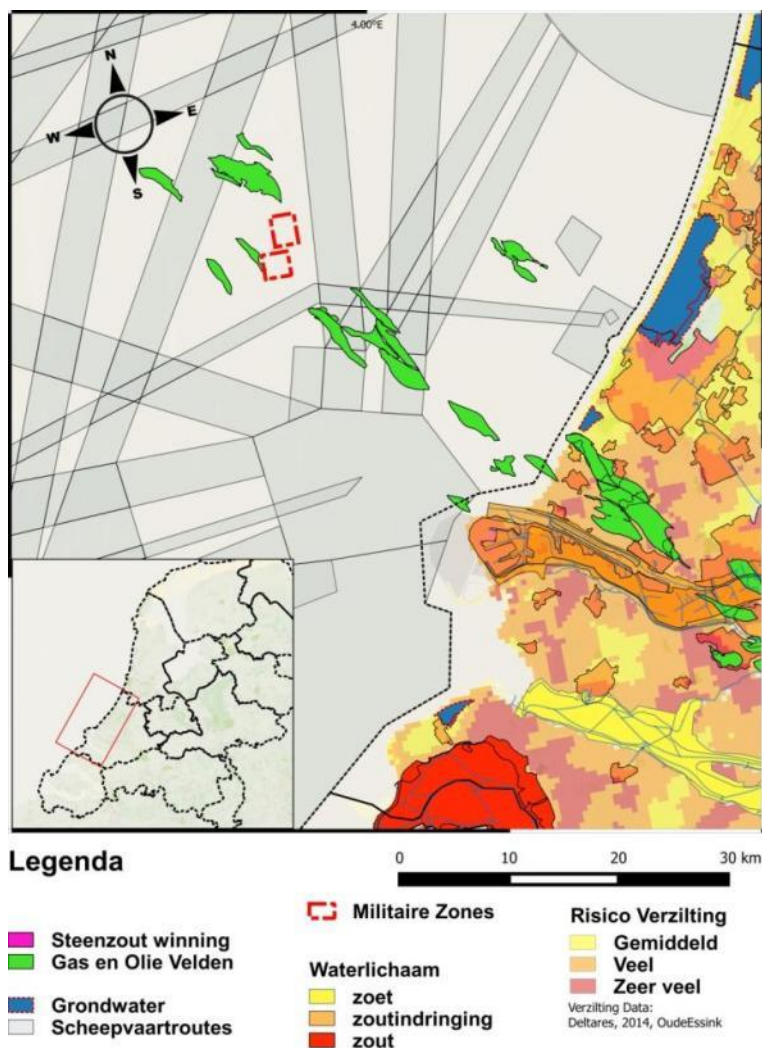 4.00°E
N
E
W
S
Legenda
0 10 20 30 km
Steenzout winning
Gas en Olie Velden
Grondwater
Scheepvaartroutes
Militaire Zones
Waterlichaam
zoet
zoutindringing
zout
Risico Verzilting
Gemiddeld
Veel
Zeer veel
Verzilting Data:
Deltares, 2014, OudeEssink